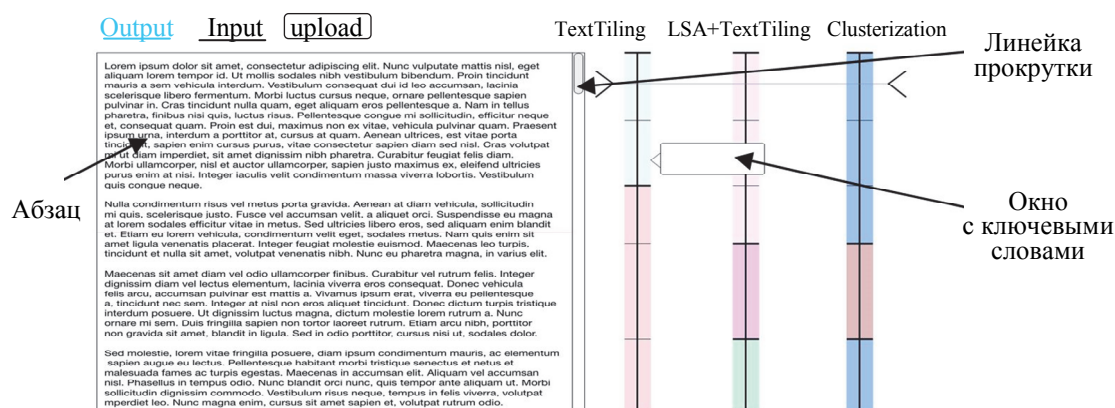 Output Input upload
TextTiling LSA+TextTiling Clusterization
Линейка
прокрутки
Абзац
Окно
с ключевыми
словами
Lorem ipsum dolor sit amet, consectetur adipiscing elit. Nunc vulputate mattis nisl, eget
aliquam lorem tempor id. Ut mollis sodales nibh vestibulum bibendum. Proin tincidunt
mauris a sem vehicula interdum. Vestibulum consequat dui id leo accumsan, lacinia
scelerisque libero fermentum. Morbi luctus cursus neque, ornare pellentesque sapien
pulvinar in. Cras tincidunt nulla quam, eget aliquam eros pellentesque a. Nam in tellus
pharetra, finibus nisi quis, luctus risus. Pellentesque congue mi sollicitudin, efficitur neque
et, consequat quam. Proin est dui, maximus non ex vitae, vehicula pulvinar quam. Praesent
ipsum urna, interdum a porttitor at, cursus at quam. Aenean ultrices, est vitae porta
tincidunt, sapien enim cursus purus, vitae consectetur sapien diam sed nisl. Cras volutpat
mi ut diam imperdiet, sit amet dignissim nibh pharetra. Curabitur feugiat felis diam.
Morbi ullamcorper, nisl et auctor ullamcorper, sapien justo maximus ex, eleifend ultricies
purus enim at nisi. Integer iaculis velit condimentum massa viverra lobortis. Vestibulum
quis congue neque.
Nulla condimentum risus vel metus porta gravida. Aenean at diam vehicula, sollicitudin
mi quis, scelerisque justo. Fusce vel accumsan velit, a aliquet orci. Suspendisse eu magna
at lorem sodales efficitur vitae in metus. Sed ultricies libero eros, sed aliquam enim blandit
et. Etiam eu lorem vehicula, condimentum velit eget, sodales metus. Nam quis enim sit
amet ligula venenatis placerat. Integer feugiat molestie euismod. Maecenas leo turpis,
tincidunt et nulla sit amet, volutpat venenatis nibh. Nunc eu pharetra magna, in varius elit.
Maecenas sit amet diam vel odio ullamcorper finibus. Curabitur vel rutrum felis. Integer
dignissim diam vel lectus elementum, lacinia viverra eros consequat. Donec vehicula
felis arcu, accumsan pulvinar est mattis a. Vivamus ipsum erat, viverra eu pellentesque
a, tincidunt nec sem. Integer at nisl non eros aliquet tincidunt. Donec dictum turpis tristique
interdum posuere. Ut dignissim luctus magna, dictum molestie lorem rutrum a. Nunc
ornare mi sem. Duis fringilla sapien non tortor laoreet rutrum. Etiam arcu nibh, porttitor
non gravida sit amet, blandit in ligula. Sed in odio porttitor, cursus nisi ut, sodales dolor.
Sed molestie, lorem vitae fringilla posuere, diam ipsum condimentum mauris, ac elementum
sapien augue eu lectus. Pellentesque habitant morbi tristique senectus et netus et
malesuada fames ac turpis egestas. Maecenas in accumsan elit. Aliquam vel accumsan
nisl. Phasellus in tempus odio. Nunc blandit orci nunc, quis tempor ante aliquam ut. Morbi
sollicitudin dignissim commodo. Vestibulum risus neque, tempus in felis viverra, volutpat
mperdiet leo. Nunc magna enim, cursus sit amet sapien et, volutpat rutrum odio.